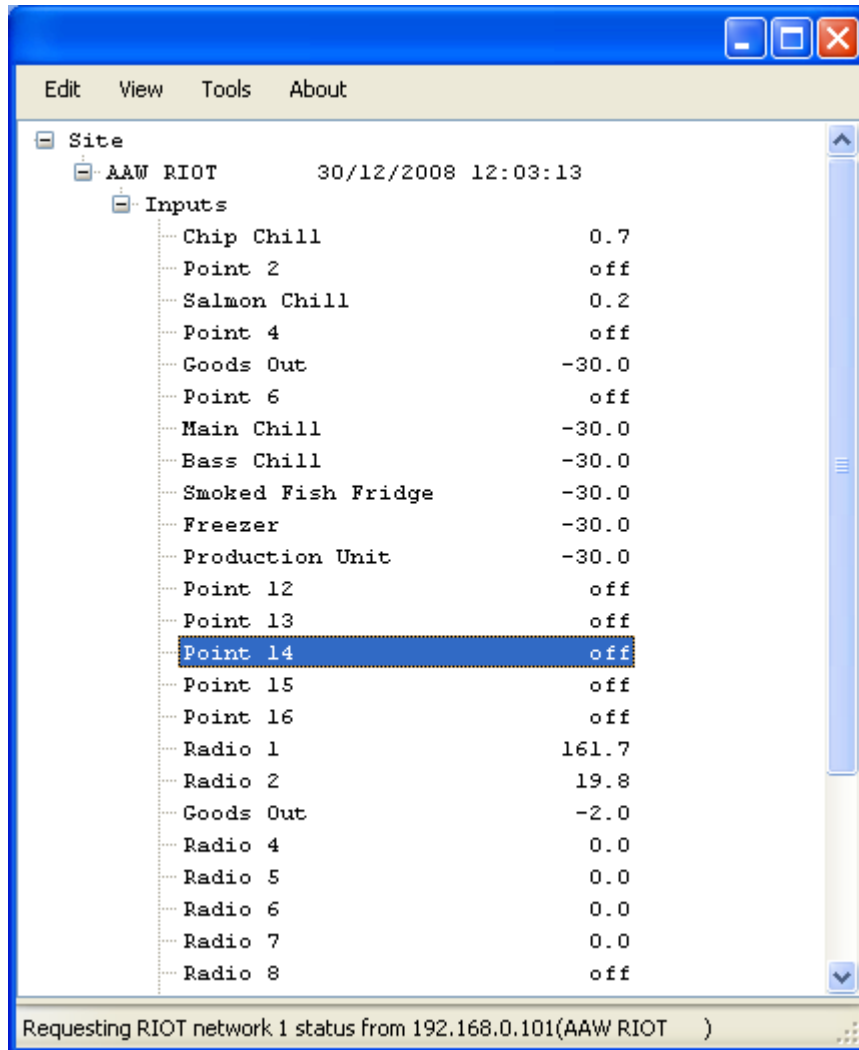 Edit View Tools About
Site
AAW RIOT 30/12/2008 12:03:13
Inputs
Chip Chill 0.7
Point 2 off
Salmon Chill 0.2
Point 4 off
Goods Out -30.0
Point 6 off
Main Chill -30.0
Bass Chill -30.0
Smoked Fish Fridge -30.0
Freezer -30.0
Production Unit -30.0
Point 12 off
Point 13 off
Point 14 off
Point 15 off
Point 16 off
Radio 1 161.7
Radio 2 19.8
Goods Out -2.0
Radio 4 0.0
Radio 5 0.0
Radio 6 0.0
Radio 7 0.0
Radio 8 off
Requesting RIOT network 1 status from 192.168.0.101(AAW RIOT )